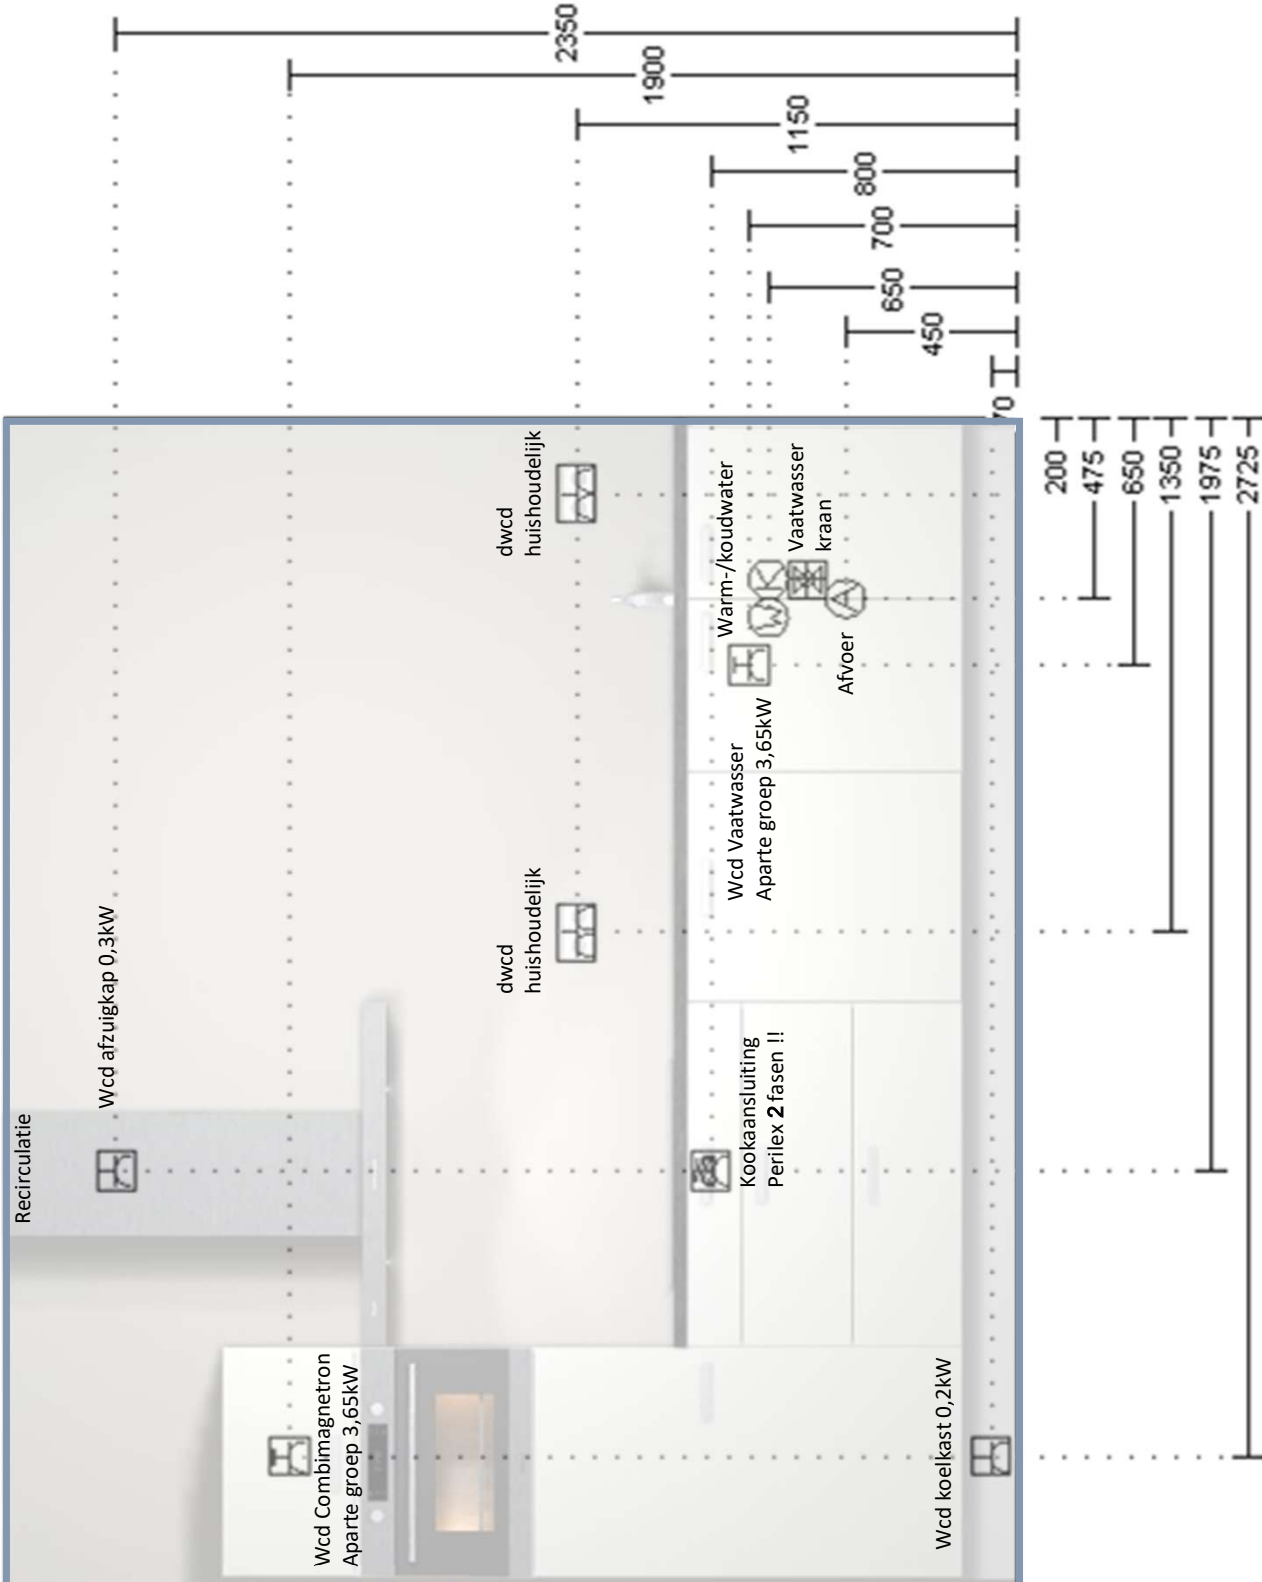 Recirculatie
Wcd afzuigkap 0,3kW
Wcd Combimagnetron
Aparte groep 3,65kW
dwcd
huishoudelijk
dwcd
huishoudelijk
Kookaansluiting
Perilex 2 fasen !!
Wcd Vaatwasser
Aparte groep 3,65kW
Warm-/koudwater
W
K
Vaatwasser
kraan
A
Afvoer
Wcd koelkast 0,2kW
2350
1900
1150
800
700
650
450
70
200
475
650
1350
1975
2725